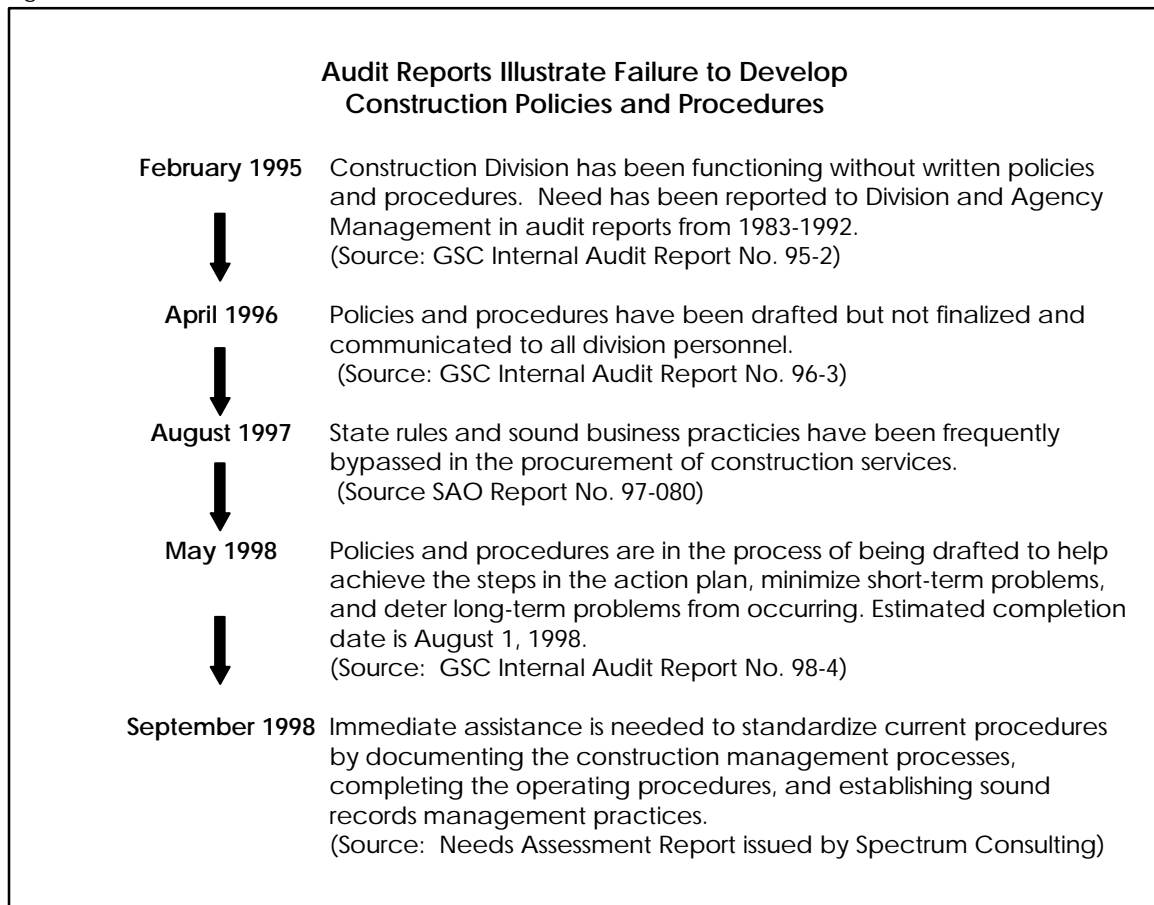 Audit Reports Illustrate Failure to Develop
Construction Policies and Procedures
February 1995 Construction Division has been functioning without written policies
and procedures. Need has been reported to Division and Agency
Management in audit reports from 1983-1992.
(Source: GSC Internal Audit Report No. 95-2)
April 1996 Policies and procedures have been drafted but not finalized and
communicated to all division personnel.
(Source: GSC Internal Audit Report No. 96-3)
August 1997 State rules and sound business practicies have been frequently
bypassed in the procurement of construction services.
(Source SAO Report No. 97-080)
May 1998 Policies and procedures are in the process of being drafted to help
achieve the steps in the action plan, minimize short-term problems,
and deter long-term problems from occurring. Estimated completion
date is August 1, 1998.
(Source: GSC Internal Audit Report No. 98-4)
September 1998 Immediate assistance is needed to standardize current procedures
by documenting the construction management processes,
completing the operating procedures, and establishing sound
records management practices.
(Source: Needs Assessment Report issued by Spectrum Consulting)